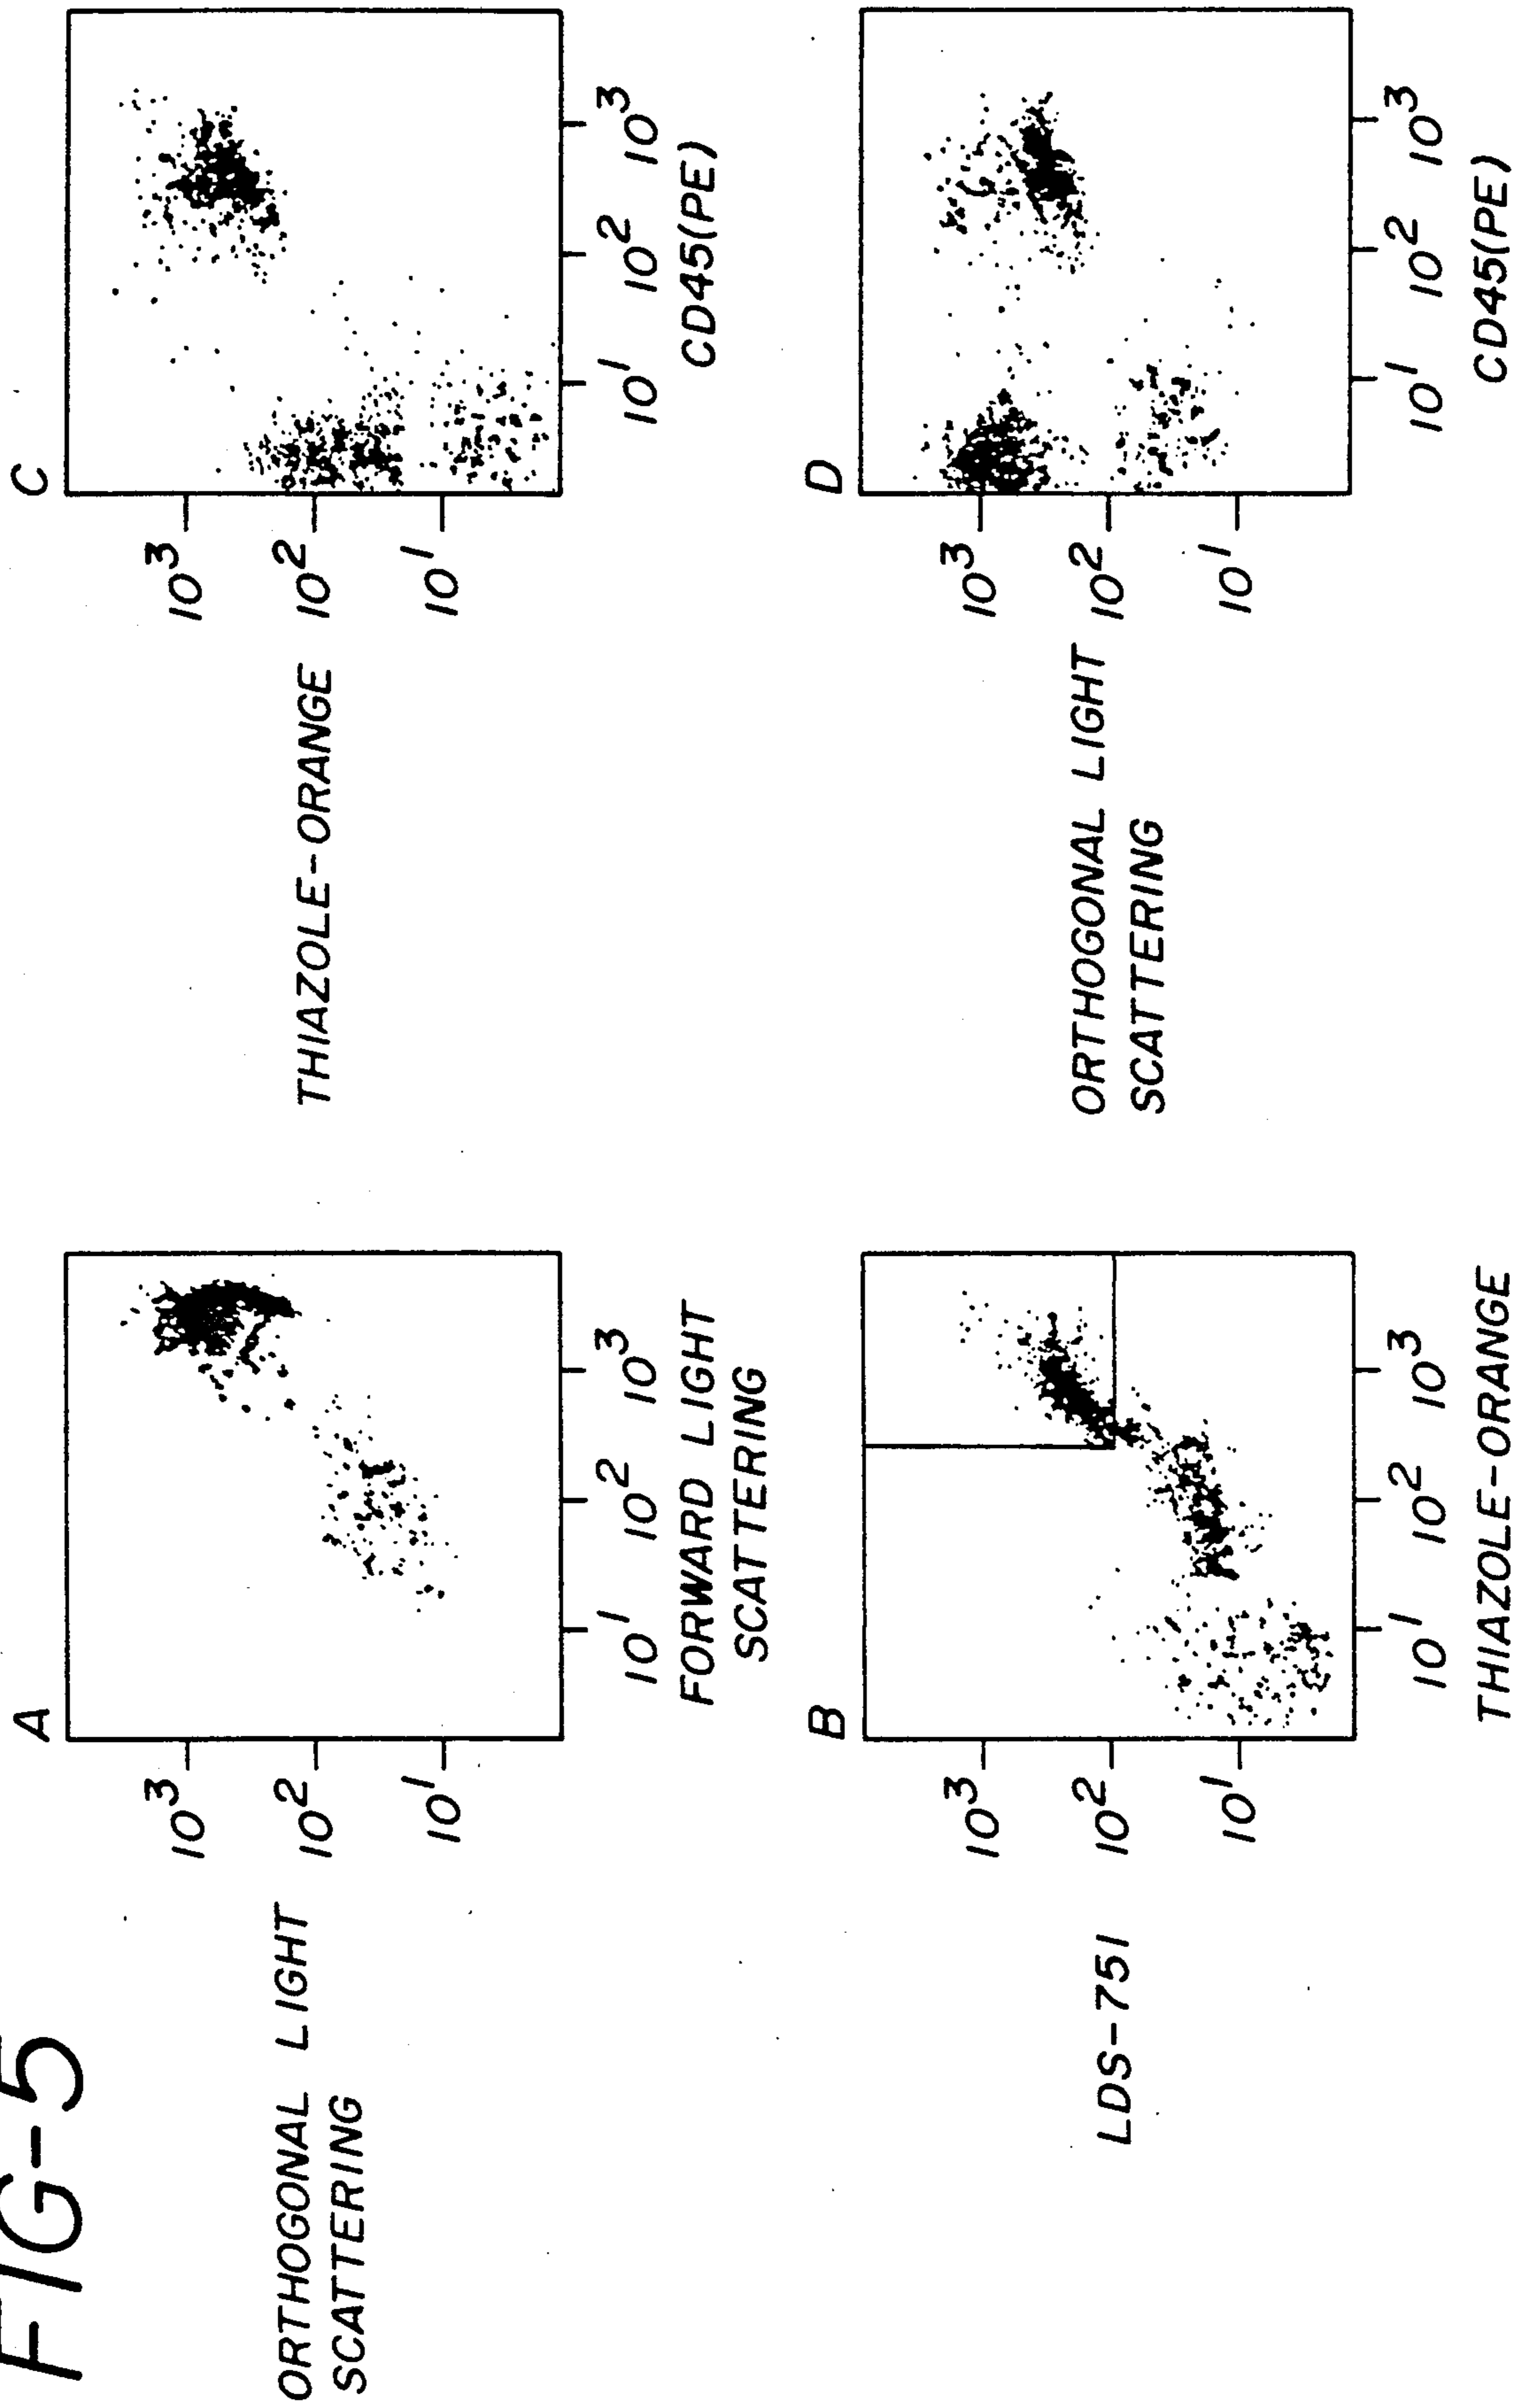 FIG-5
A
10³
10²
10¹
ORTHOGONAL LIGHT
SCATTERING
10¹ 10² 10³
FORWARD LIGHT
SCATTERING
B
10³
10²
10¹
LDS-751
10¹ 10² 10³
THIAZOLE-ORANGE
C
10³
10²
10¹
THIAZOLE-ORANGE
10¹ 10² 10³
CD45(PE)
D
10³
10²
10¹
ORTHOGONAL LIGHT
SCATTERING
10¹ 10² 10³
CD45(PE)